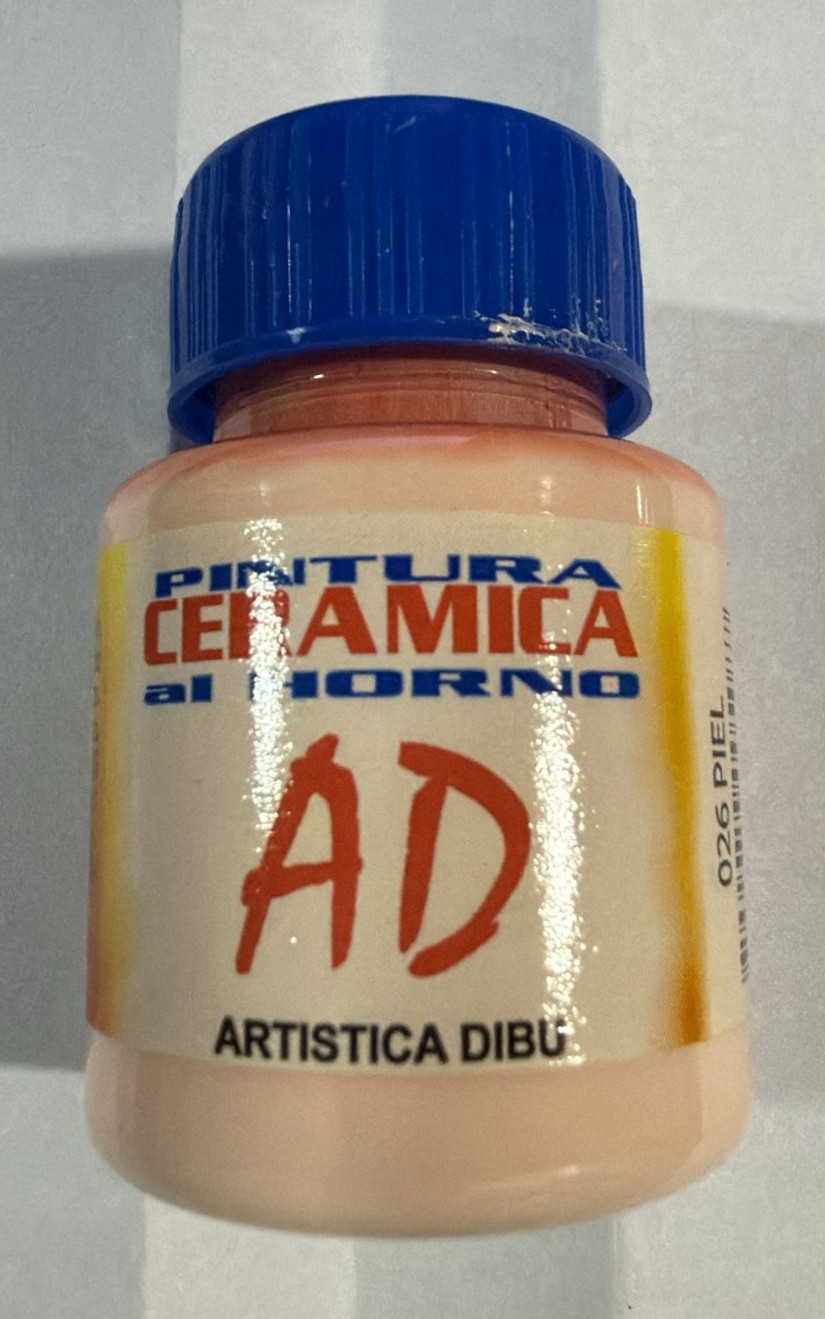 PINTURA
CERAMICA
al HORNO
AD
ARTISTICA DIBU
026 PIEL